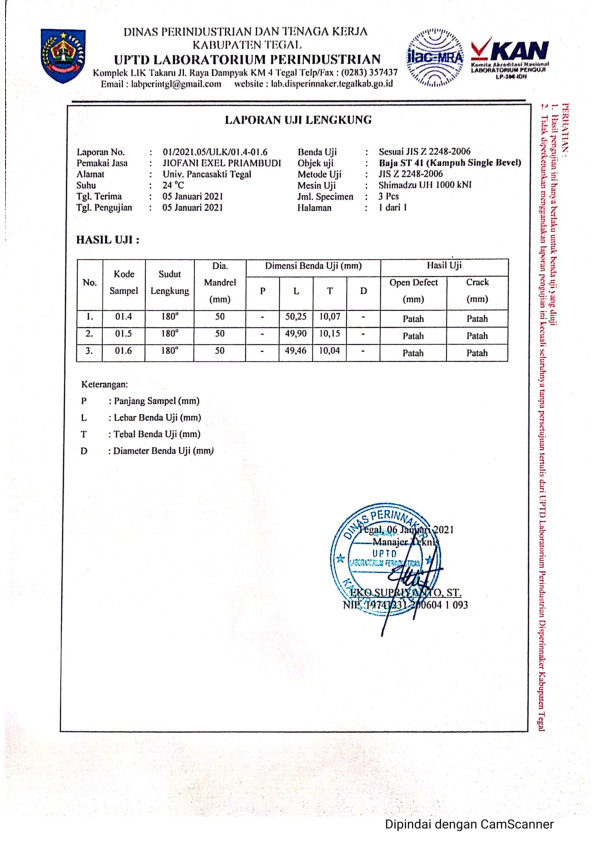 DINAS PERINDUSTRIAN DAN TENAGA KERJA
KABUPATEN TEGAL
UPTD LABORATORIUM PERINDUSTRIAN
Komplek LIK Takaru Jl. Raya Dampyak KM 4 Tegal Telp/Fax : (0283) 357437
Email : labperintgl@gmail.com website : lab.disperinnaker.tegalkab.go.id
ilac-MRA
KAN
Komite Akreditasi Nasional
LABORATORIUM PENGUJI
LP-396-IDN
LAPORAN UJI LENGKUNG
Laporan No. : 01/2021.05/ULK/01.4-01.6
Pemakai Jasa : JIOFANI EXEL PRIAMBUDI
Alamat : Univ. Pancasakti Tegal
Suhu : 24 °C
Tgl. Terima : 05 Januari 2021
Tgl. Pengujian : 05 Januari 2021
Benda Uji : Sesuai JIS Z 2248-2006
Objek uji : Baja ST 41 (Kampuh Single Bevel)
Metode Uji : JIS Z 2248-2006
Mesin Uji : Shimadzu UH 1000 kNI
Jml. Specimen : 3 Pcs
Halaman : 1 dari 1
HASIL UJI :
No. Kode Sampel Sudut Lengkung Dia. Mandrel (mm) Dimensi Benda Uji (mm) Hasil Uji
P L T D Open Defect (mm) Crack (mm)
1. 01.4 180° 50 - 50,25 10,07 - Patah Patah
2. 01.5 180° 50 - 49,90 10,15 - Patah Patah
3. 01.6 180° 50 - 49,46 10,04 - Patah Patah
Keterangan:
P : Panjang Sampel (mm)
L : Lebar Benda Uji (mm)
T : Tebal Benda Uji (mm)
D : Diameter Benda Uji (mm)
Tegal, 06 Januari 2021
Manajer Teknik
DINAS PERINNAKER
UPTD
LABORATORIUM PERINDUSTRIAN
EKO SUPRIYANTO, ST.
NIP. 19741231 200604 1 093
PERHATIAN :
1. Hasil pengujian ini hanya berlaku untuk benda uji yang diuji
2. Tidak diperkenankan menggandakan laporan pengujian ini kecuali seluruhnya tanpa persetujuan tertulis dari UPTD Laboratorium Perindustrian Disperinnaker Kabupaten Tegal
Dipindai dengan CamScanner